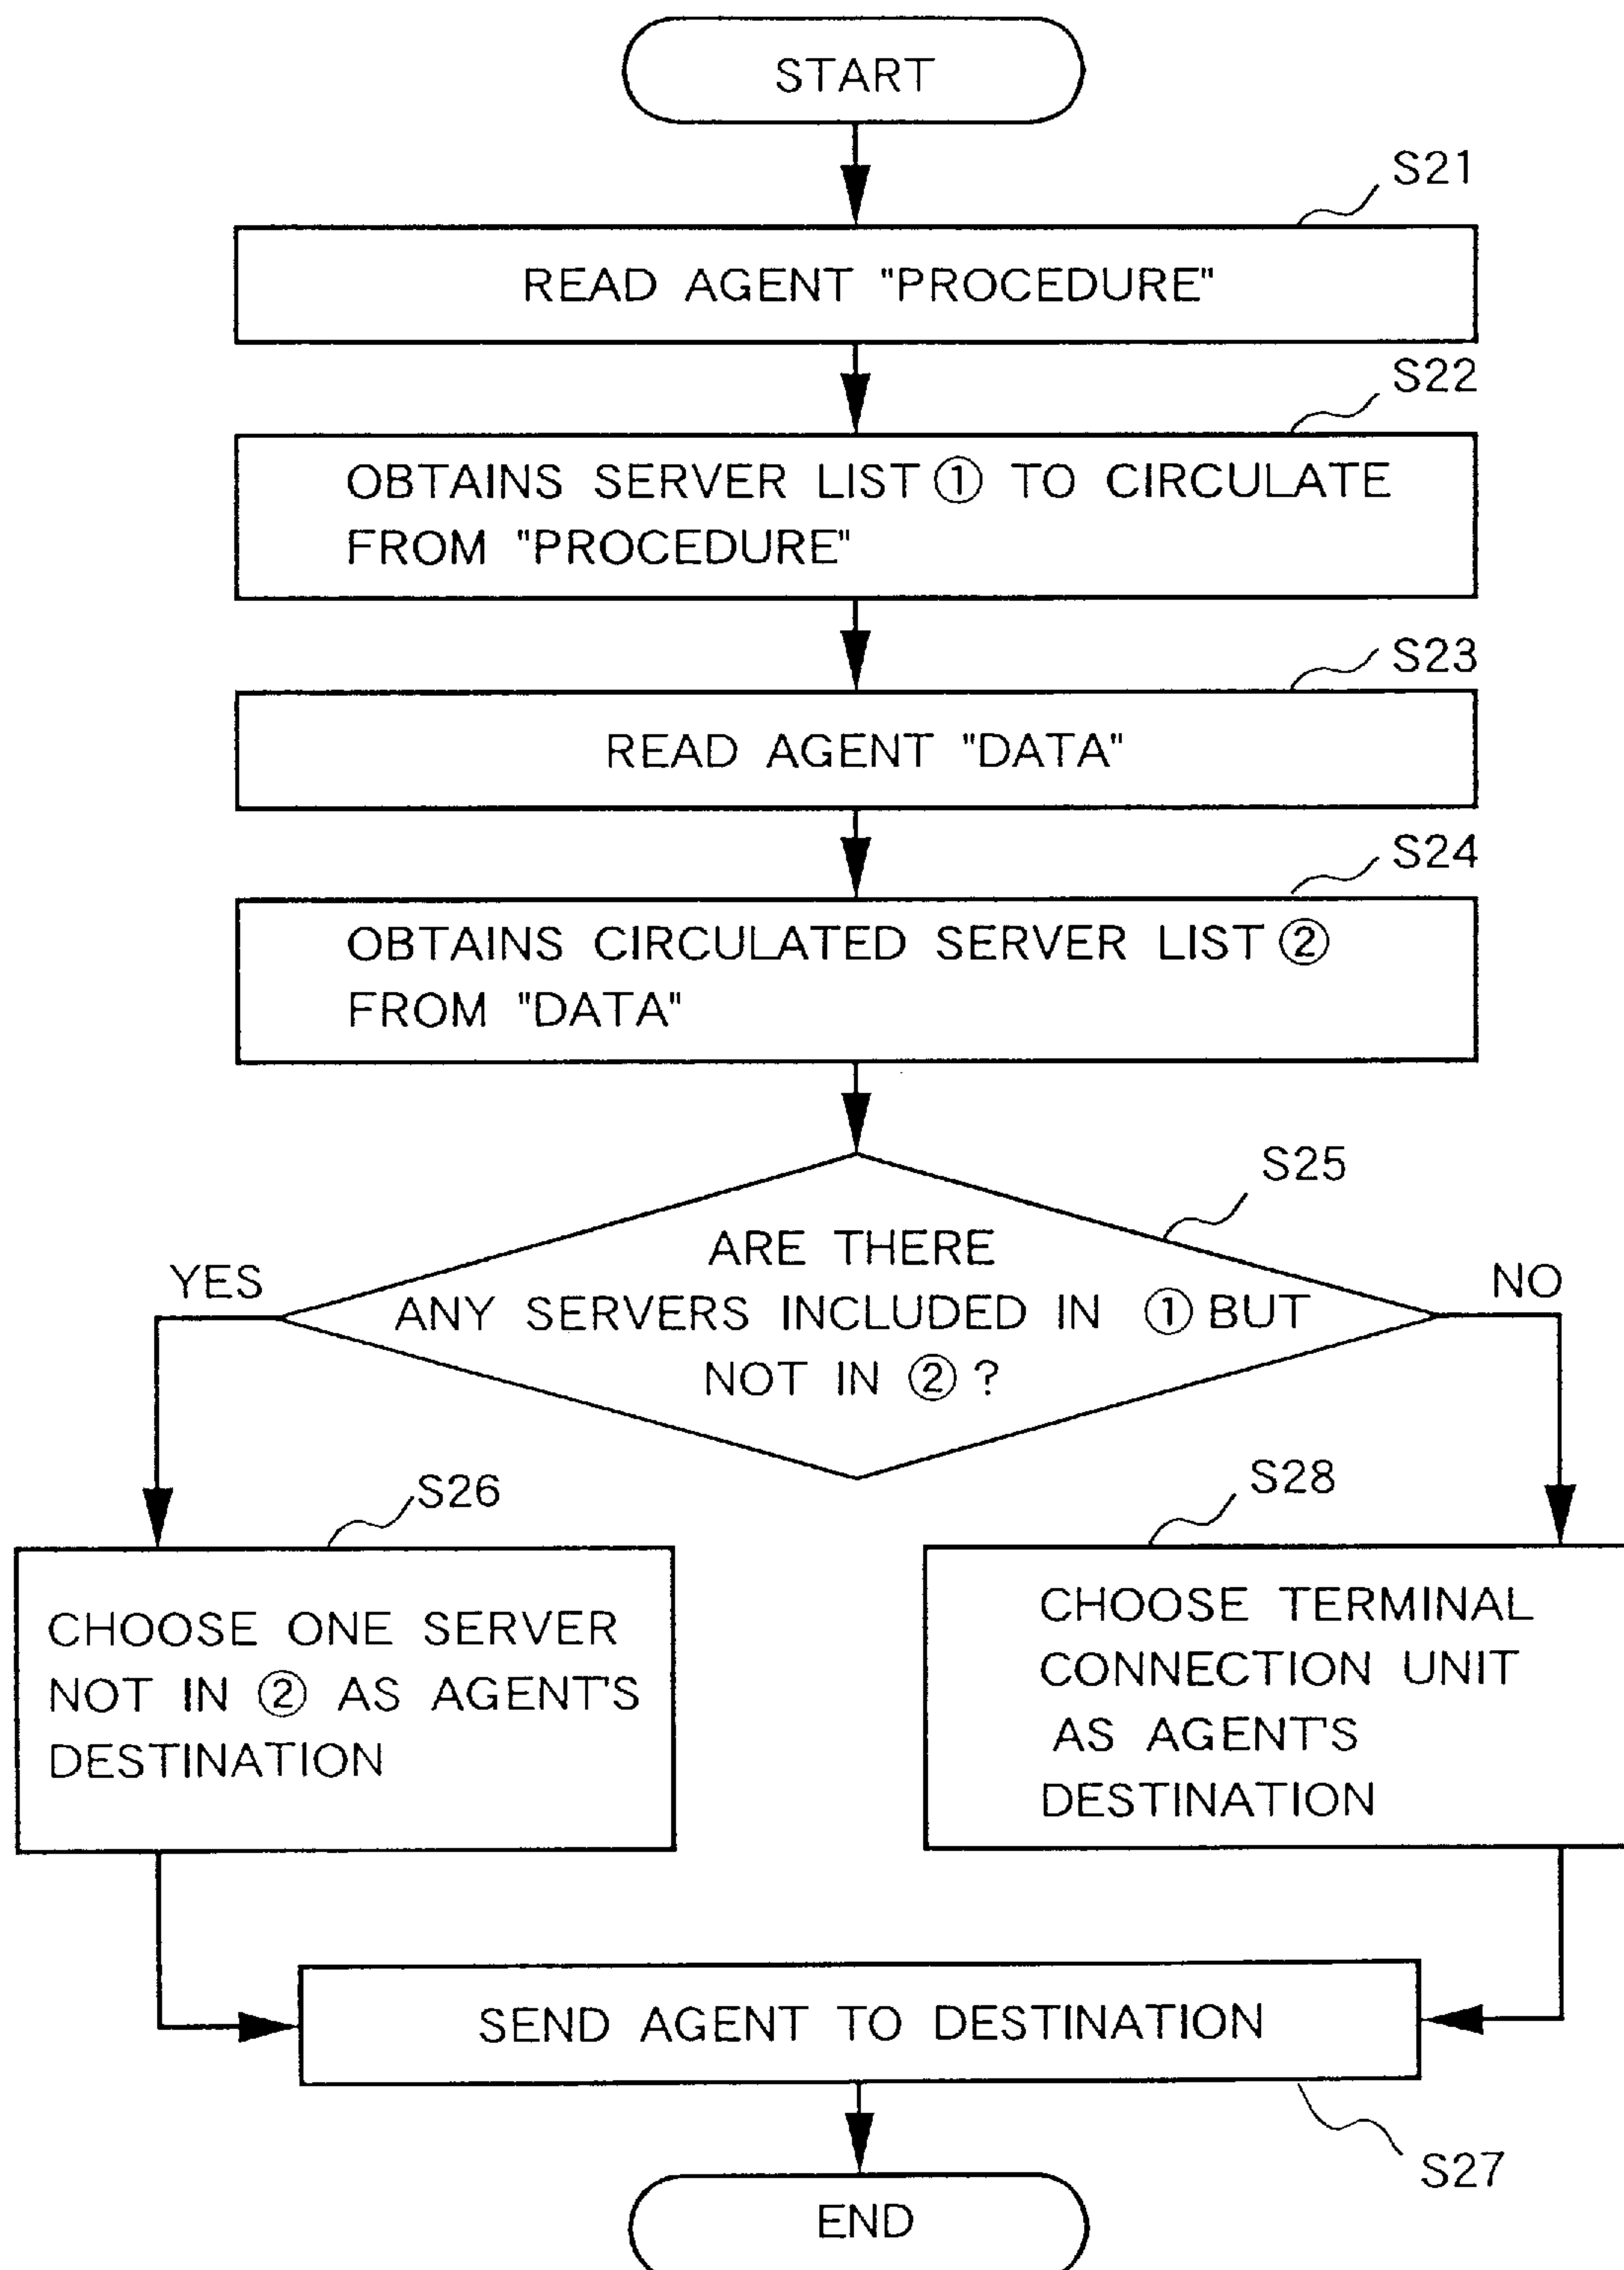 START
S21
READ AGENT "PROCEDURE"
S22
OBTAINS SERVER LIST ① TO CIRCULATE
FROM "PROCEDURE"
S23
READ AGENT "DATA"
S24
OBTAINS CIRCULATED SERVER LIST ②
FROM "DATA"
S25
ARE THERE
ANY SERVERS INCLUDED IN ① BUT
NOT IN ② ?
YES
NO
S26
CHOOSE ONE SERVER
NOT IN ② AS AGENT'S
DESTINATION
S28
CHOOSE TERMINAL
CONNECTION UNIT
AS AGENT'S
DESTINATION
SEND AGENT TO DESTINATION
S27
END